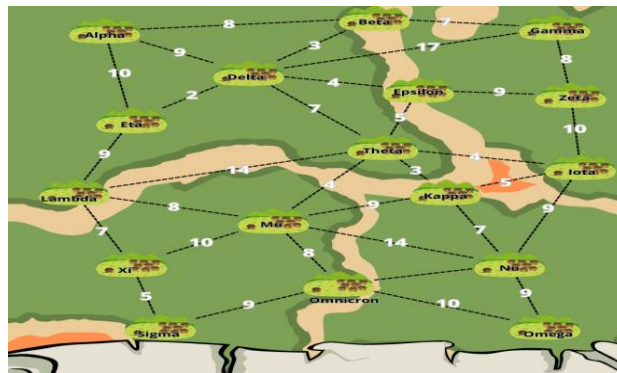 8
Beta
7
Alpha
Gamma
9
3
17
8
10
Delta
4
Epsilon
9
Zeta
2
7
5
Eta
10
9
Theta
4
14
3
Iota
4
5
Lambda
8
9
Kappa
9
7
Mu
10
8
14
7
Xi
Nu
5
9
Omnicron
10
9
Sigma
Omega